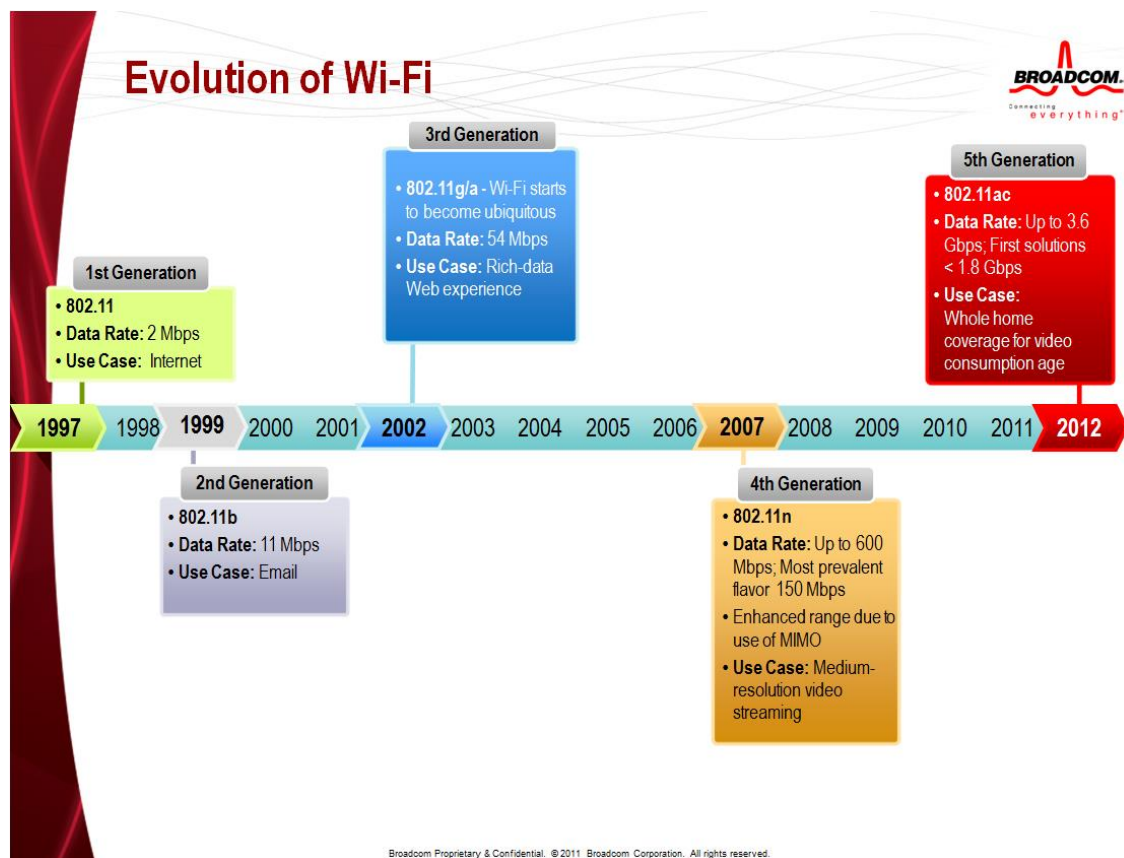 Evolution of Wi-Fi
BROADCOM.
Connecting
everything"
3rd Generation
• 802.11g/a - Wi-Fi starts
to become ubiquitous
• Data Rate: 54 Mbps
• Use Case: Rich-data
Web experience
5th Generation
• 802.11ac
• Data Rate: Up to 3.6
Gbps; First solutions
< 1.8 Gbps
• Use Case:
Whole home
coverage for video
consumption age
1st Generation
• 802.11
• Data Rate: 2 Mbps
• Use Case: Internet
1997 1998 1999 2000 2001 2002 2003 2004 2005 2006 2007 2008 2009 2010 2011 2012
2nd Generation
• 802.11b
• Data Rate: 11 Mbps
• Use Case: Email
4th Generation
• 802.11n
• Data Rate: Up to 600
Mbps; Most prevalent
flavor 150 Mbps
• Enhanced range due to
use of MIMO
• Use Case: Medium-
resolution video
streaming
Broadcom Proprietary & Confidential. © 2011 Broadcom Corporation. All rights reserved.